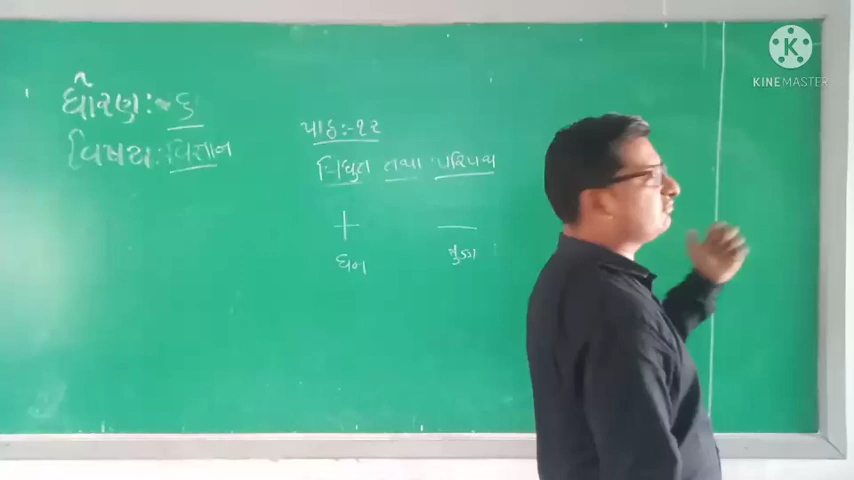 ધોરણ:- ૬
વિષય: વિજ્ઞાન
પાઠ:- ૧૨
વિધુત તથા પરિપથ
+ −
ધન ઋણ
KINEMASTER